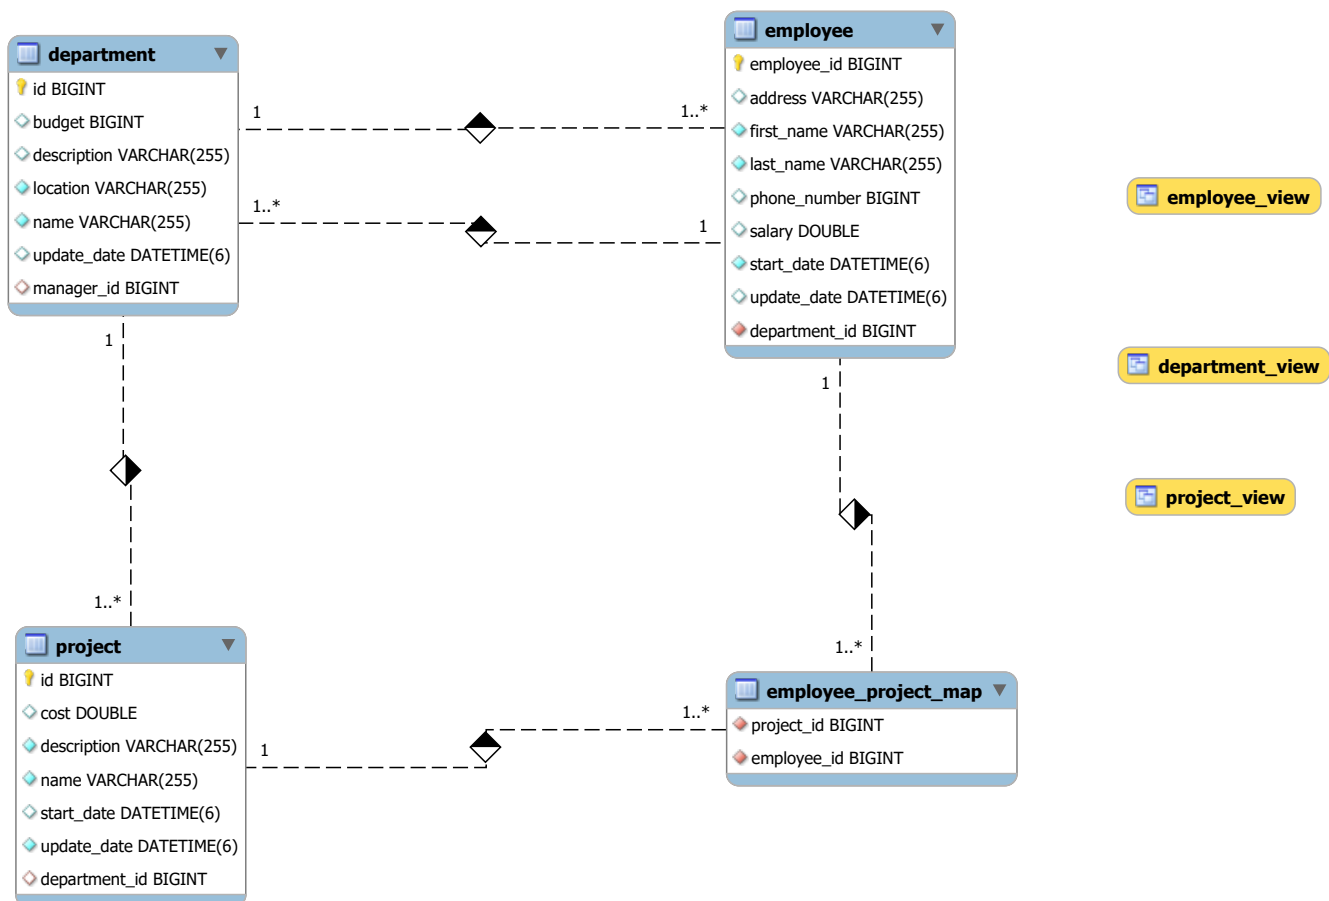 department
id BIGINT
budget BIGINT
description VARCHAR(255)
location VARCHAR(255)
name VARCHAR(255)
update_date DATETIME(6)
manager_id BIGINT
employee
employee_id BIGINT
address VARCHAR(255)
first_name VARCHAR(255)
last_name VARCHAR(255)
phone_number BIGINT
salary DOUBLE
start_date DATETIME(6)
update_date DATETIME(6)
department_id BIGINT
1
1..*
1..*
1
employee_view
department_view
project_view
1
1..*
1
1..*
project
id BIGINT
cost DOUBLE
description VARCHAR(255)
name VARCHAR(255)
start_date DATETIME(6)
update_date DATETIME(6)
department_id BIGINT
1
1..*
employee_project_map
project_id BIGINT
employee_id BIGINT